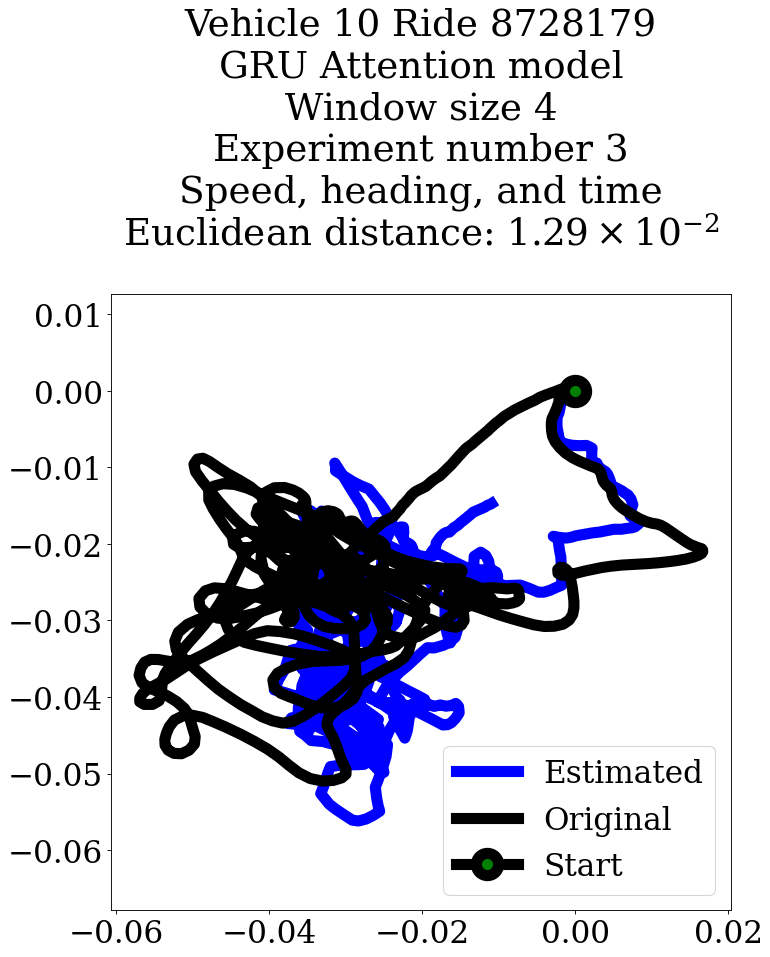 Vehicle 10 Ride 8728179
GRU Attention model
Window size 4
Experiment number 3
Speed, heading, and time
Euclidean distance: 1.29 × 10⁻²
0.01
0.00
−0.01
−0.02
−0.03
−0.04
−0.05
−0.06
Estimated
Original
Start
−0.06 −0.04 −0.02 0.00 0.02